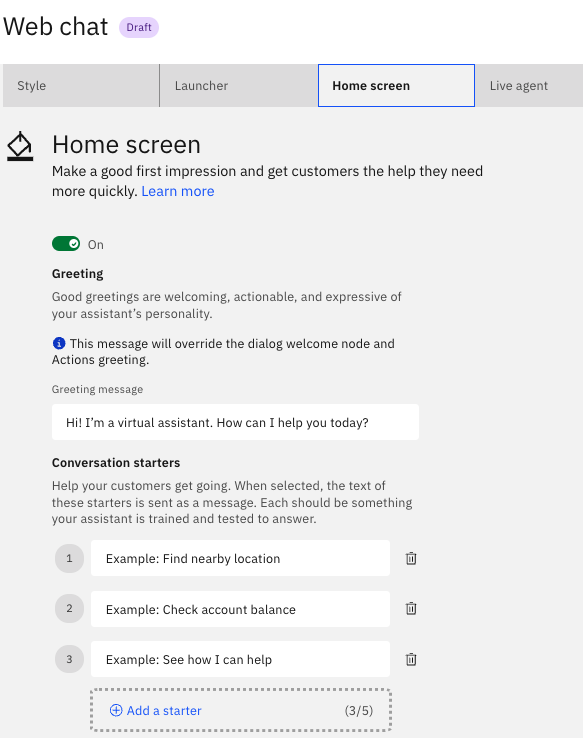 Web chat Draft
Style Launcher Home screen Live agent
Home screen
Make a good first impression and get customers the help they need
more quickly. Learn more
On
Greeting
Good greetings are welcoming, actionable, and expressive of
your assistant’s personality.
This message will override the dialog welcome node and
Actions greeting.
Greeting message
Hi! I’m a virtual assistant. How can I help you today?
Conversation starters
Help your customers get going. When selected, the text of
these starters is sent as a message. Each should be something
your assistant is trained and tested to answer.
1 Example: Find nearby location
2 Example: Check account balance
3 Example: See how I can help
Add a starter (3/5)